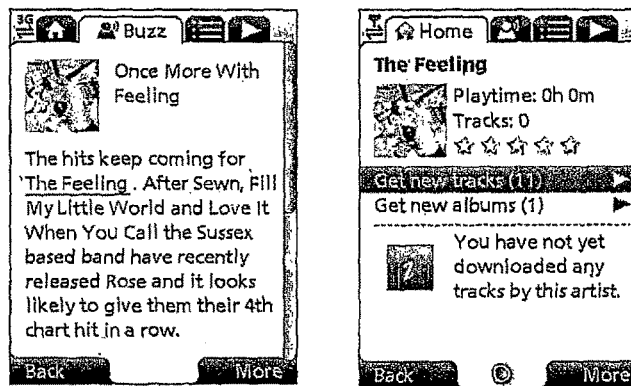 3G
Buzz
Once More With
Feeling
The hits keep coming for
The Feeling . After Sewn, Fill
My Little World and Love It
When You Call the Sussex
based band have recently
released Rose and it looks
likely to give them their 4th
chart hit in a row.
Back More
Home
The Feeling
Playtime: 0h 0m
Tracks: 0
Get new tracks (11)
Get new albums (1)
You have not yet
downloaded any
tracks by this artist.
Back More